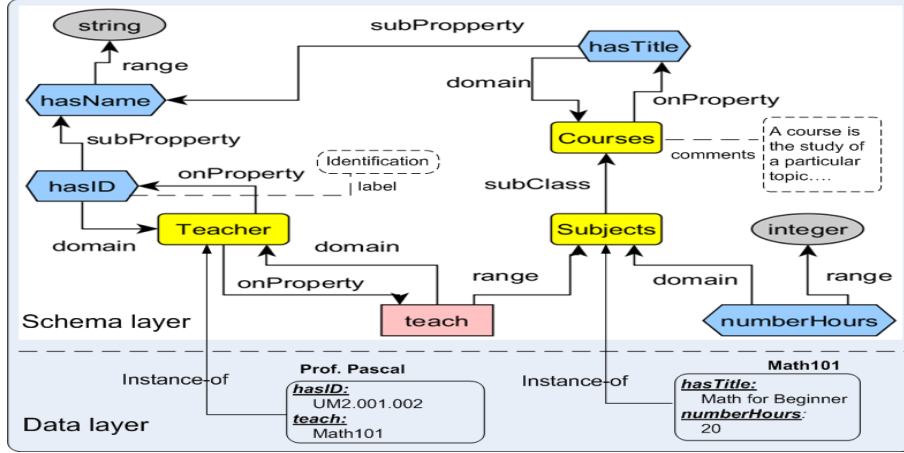 string
subPropperty
hasTitle
range
domain
onProperty
hasName
subPropperty
Courses
A course is
the study of
a particular
topic….
comments
Identification
onProperty
hasID
label
subClass
Teacher
Subjects
integer
domain
domain
onProperty
range
domain
range
teach
numberHours
Schema layer
Prof. Pascal
Math101
Instance-of
hasID:
UM2.001.002
teach:
Math101
Instance-of
hasTitle:
Math for Beginner
numberHours:
20
Data layer